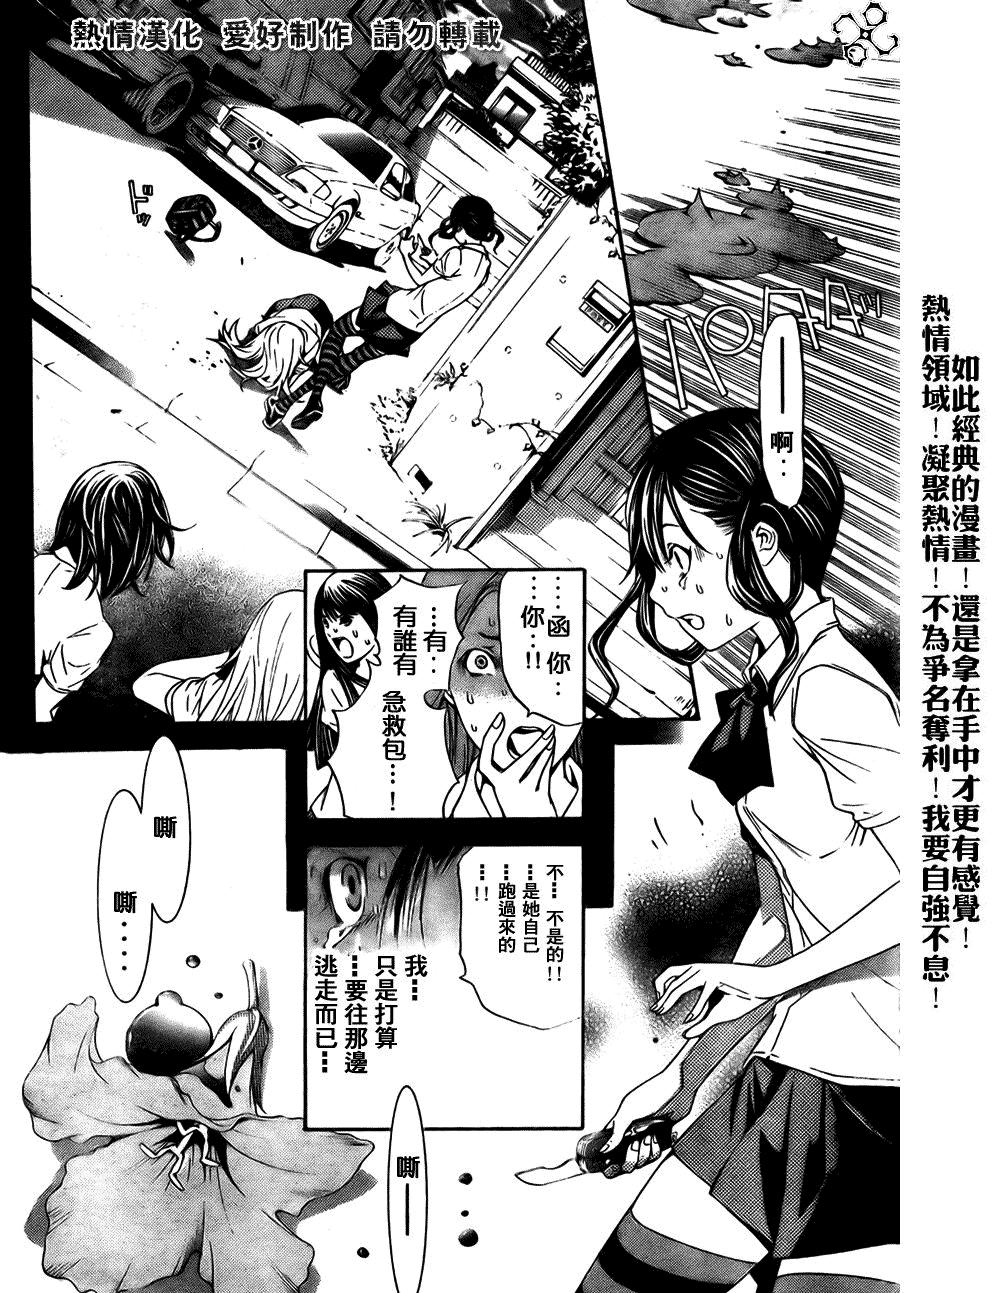 熱情漢化 愛好制作 請勿轉載
如此經典的漫畫！還是拿在手中才更有感覺！
熱情領域！凝聚熱情！不為爭名奪利！我要自強不息！
——啊‥
ドドッ
……你‥
函
…你‥!!
…有‥
有誰有
急救包…！
不┅ 不是的!!
┅是她自己
┅跑過來的
┅!!
我┅
只是打算
┅要往那邊
逃走而已┅
嘶
嘶‥‥
嘶——